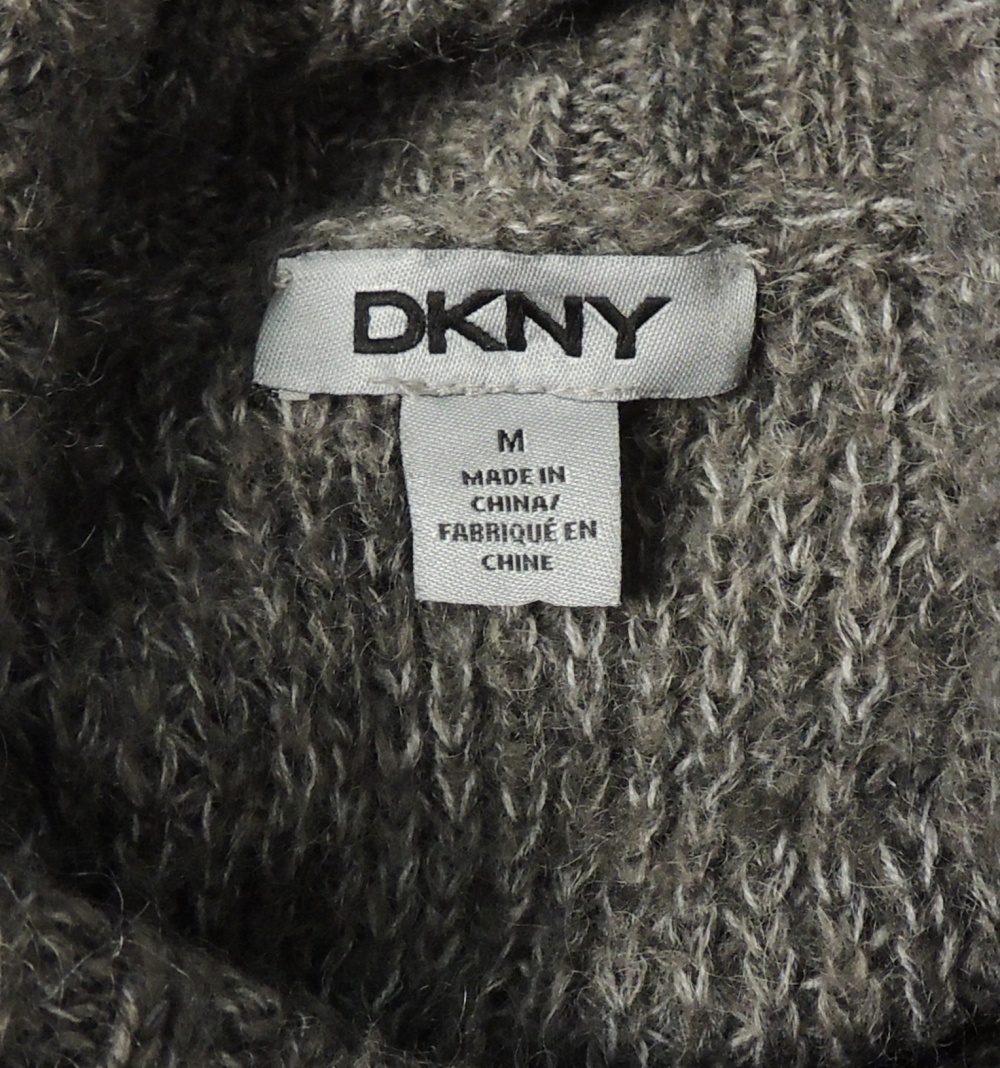 DKNY
M
MADE IN
CHINA/
FABRIQUÉ EN
CHINE